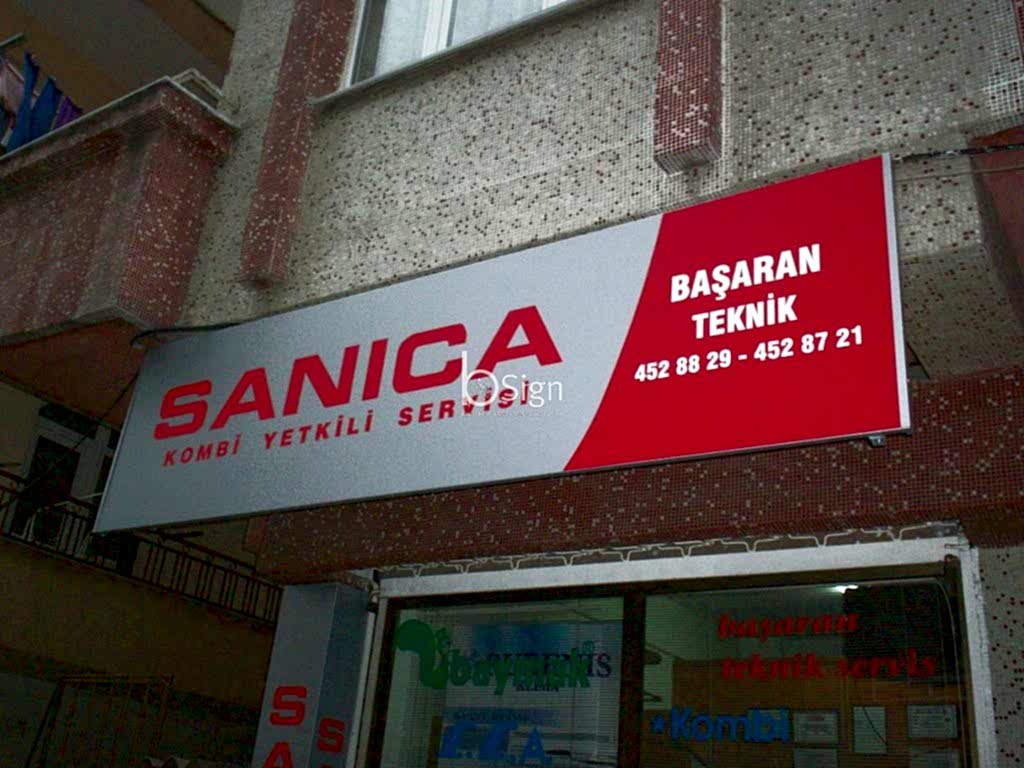 SANICA
KOMBİ YETKİLİ SERVİSİ
BAŞARAN
TEKNİK
452 88 29 - 452 87 21
bSign
baymak
başaran
teknik servis
Kombi
S
A
S